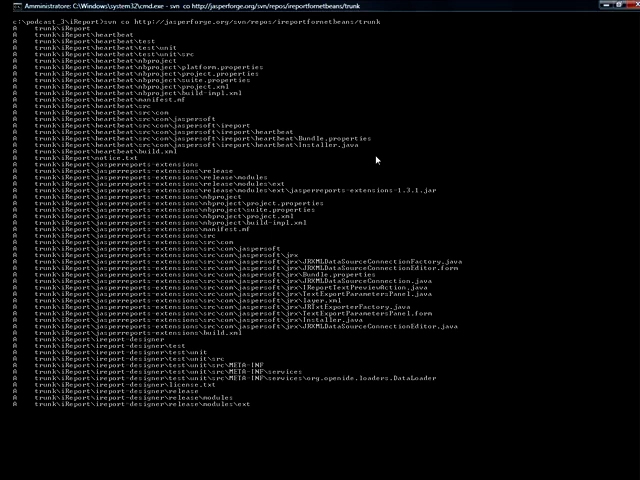 Amministratore: C:\Windows\system32\cmd.exe - svn  co http://jasperforge.org/svn/repos/ireportfornetbeans/trunk
c:\podcast_3\iReport>svn co http://jasperforge.org/svn/repos/ireportfornetbeans/trunk
A    trunk\iReport
A    trunk\iReport\heartbeat
A    trunk\iReport\heartbeat\test
A    trunk\iReport\heartbeat\test\unit
A    trunk\iReport\heartbeat\test\unit\src
A    trunk\iReport\heartbeat\nbproject
A    trunk\iReport\heartbeat\nbproject\platform.properties
A    trunk\iReport\heartbeat\nbproject\project.properties
A    trunk\iReport\heartbeat\nbproject\suite.properties
A    trunk\iReport\heartbeat\nbproject\project.xml
A    trunk\iReport\heartbeat\nbproject\build-impl.xml
A    trunk\iReport\heartbeat\manifest.mf
A    trunk\iReport\heartbeat\src
A    trunk\iReport\heartbeat\src\com
A    trunk\iReport\heartbeat\src\com\jaspersoft
A    trunk\iReport\heartbeat\src\com\jaspersoft\ireport
A    trunk\iReport\heartbeat\src\com\jaspersoft\ireport\heartbeat
A    trunk\iReport\heartbeat\src\com\jaspersoft\ireport\heartbeat\Bundle.properties
A    trunk\iReport\heartbeat\src\com\jaspersoft\ireport\heartbeat\Installer.java
A    trunk\iReport\heartbeat\build.xml
A    trunk\iReport\notice.txt
A    trunk\iReport\jasperreports-extensions
A    trunk\iReport\jasperreports-extensions\release
A    trunk\iReport\jasperreports-extensions\release\modules
A    trunk\iReport\jasperreports-extensions\release\modules\ext
A    trunk\iReport\jasperreports-extensions\release\modules\ext\jasperreports-extensions-1.3.1.jar
A    trunk\iReport\jasperreports-extensions\nbproject
A    trunk\iReport\jasperreports-extensions\nbproject\project.properties
A    trunk\iReport\jasperreports-extensions\nbproject\suite.properties
A    trunk\iReport\jasperreports-extensions\nbproject\project.xml
A    trunk\iReport\jasperreports-extensions\nbproject\build-impl.xml
A    trunk\iReport\jasperreports-extensions\manifest.mf
A    trunk\iReport\jasperreports-extensions\src
A    trunk\iReport\jasperreports-extensions\src\com
A    trunk\iReport\jasperreports-extensions\src\com\jaspersoft
A    trunk\iReport\jasperreports-extensions\src\com\jaspersoft\jrx
A    trunk\iReport\jasperreports-extensions\src\com\jaspersoft\jrx\JRXMLDataSourceConnectionFactory.java
A    trunk\iReport\jasperreports-extensions\src\com\jaspersoft\jrx\JRXMLDataSourceConnectionEditor.form
A    trunk\iReport\jasperreports-extensions\src\com\jaspersoft\jrx\Bundle.properties
A    trunk\iReport\jasperreports-extensions\src\com\jaspersoft\jrx\JRXMLDataSourceConnection.java
A    trunk\iReport\jasperreports-extensions\src\com\jaspersoft\jrx\IReportTextPreviewAction.java
A    trunk\iReport\jasperreports-extensions\src\com\jaspersoft\jrx\TextExportParametersPanel.java
A    trunk\iReport\jasperreports-extensions\src\com\jaspersoft\jrx\layer.xml
A    trunk\iReport\jasperreports-extensions\src\com\jaspersoft\jrx\JRTxtExporterFactory.java
A    trunk\iReport\jasperreports-extensions\src\com\jaspersoft\jrx\TextExportParametersPanel.form
A    trunk\iReport\jasperreports-extensions\src\com\jaspersoft\jrx\Installer.java
A    trunk\iReport\jasperreports-extensions\src\com\jaspersoft\jrx\JRXMLDataSourceConnectionEditor.java
A    trunk\iReport\jasperreports-extensions\build.xml
A    trunk\iReport\ireport-designer
A    trunk\iReport\ireport-designer\test
A    trunk\iReport\ireport-designer\test\unit
A    trunk\iReport\ireport-designer\test\unit\src
A    trunk\iReport\ireport-designer\test\unit\src\META-INF
A    trunk\iReport\ireport-designer\test\unit\src\META-INF\services
A    trunk\iReport\ireport-designer\test\unit\src\META-INF\services\org.openide.loaders.DataLoader
A    trunk\iReport\ireport-designer\license.txt
A    trunk\iReport\ireport-designer\release
A    trunk\iReport\ireport-designer\release\modules
A    trunk\iReport\ireport-designer\release\modules\ext